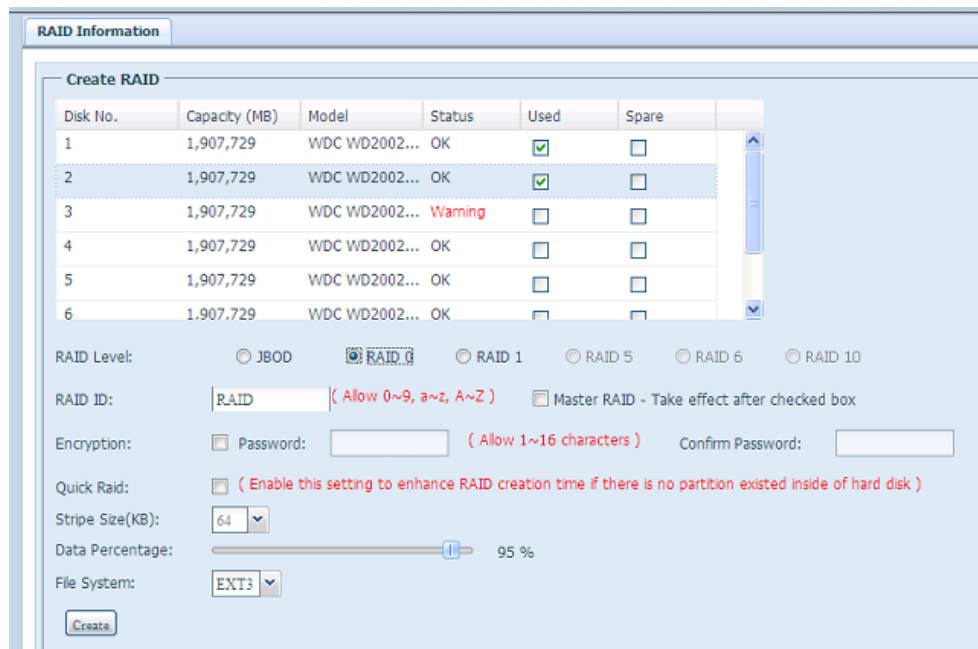 RAID Information
Create RAID
Disk No. Capacity (MB) Model Status Used Spare
1 1,907,729 WDC WD2002... OK
2 1,907,729 WDC WD2002... OK
3 1,907,729 WDC WD2002... Warning
4 1,907,729 WDC WD2002... OK
5 1,907,729 WDC WD2002... OK
6 1,907,729 WDC WD2002... OK
RAID Level: JBOD RAID 0 RAID 1 RAID 5 RAID 6 RAID 10
RAID ID: RAID ( Allow 0~9, a~z, A~Z ) Master RAID - Take effect after checked box
Encryption: Password: ( Allow 1~16 characters ) Confirm Password:
Quick Raid: ( Enable this setting to enhance RAID creation time if there is no partition existed inside of hard disk )
Stripe Size(KB): 64
Data Percentage: 95 %
File System: EXT3
Create